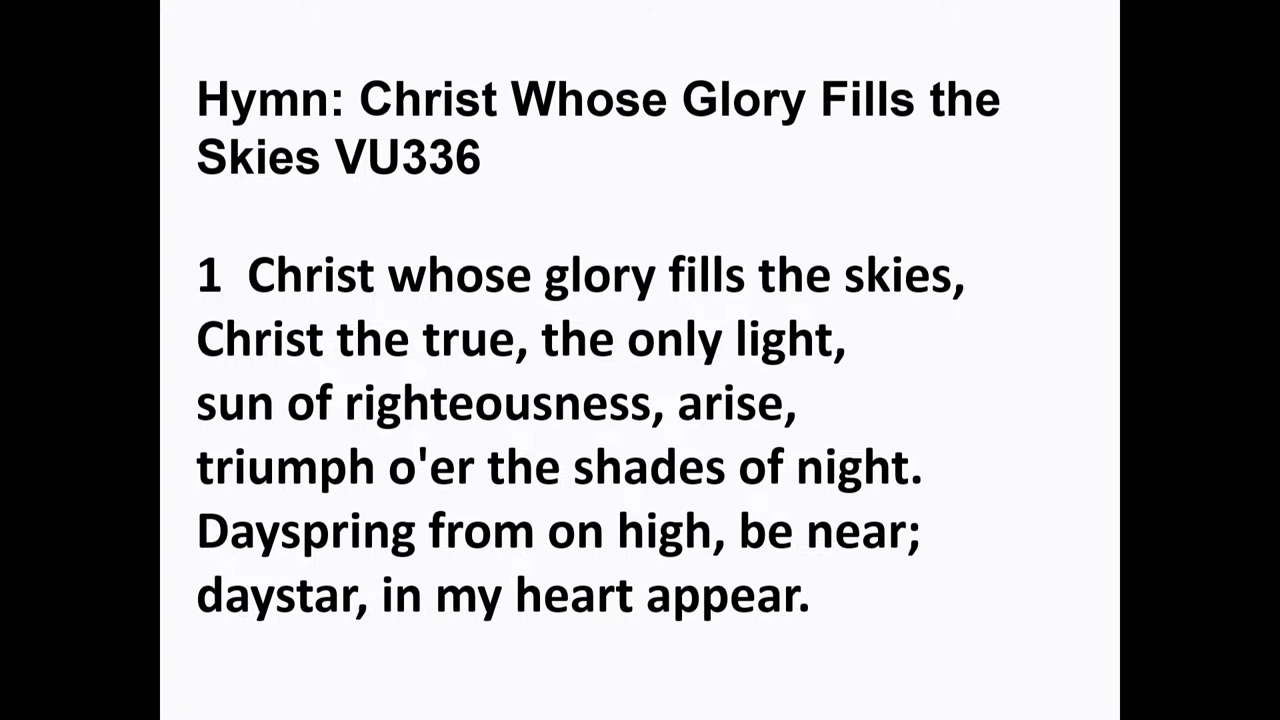 Hymn: Christ Whose Glory Fills the
Skies VU336
1  Christ whose glory fills the skies,
Christ the true, the only light,
sun of righteousness, arise,
triumph o'er the shades of night.
Dayspring from on high, be near;
daystar, in my heart appear.